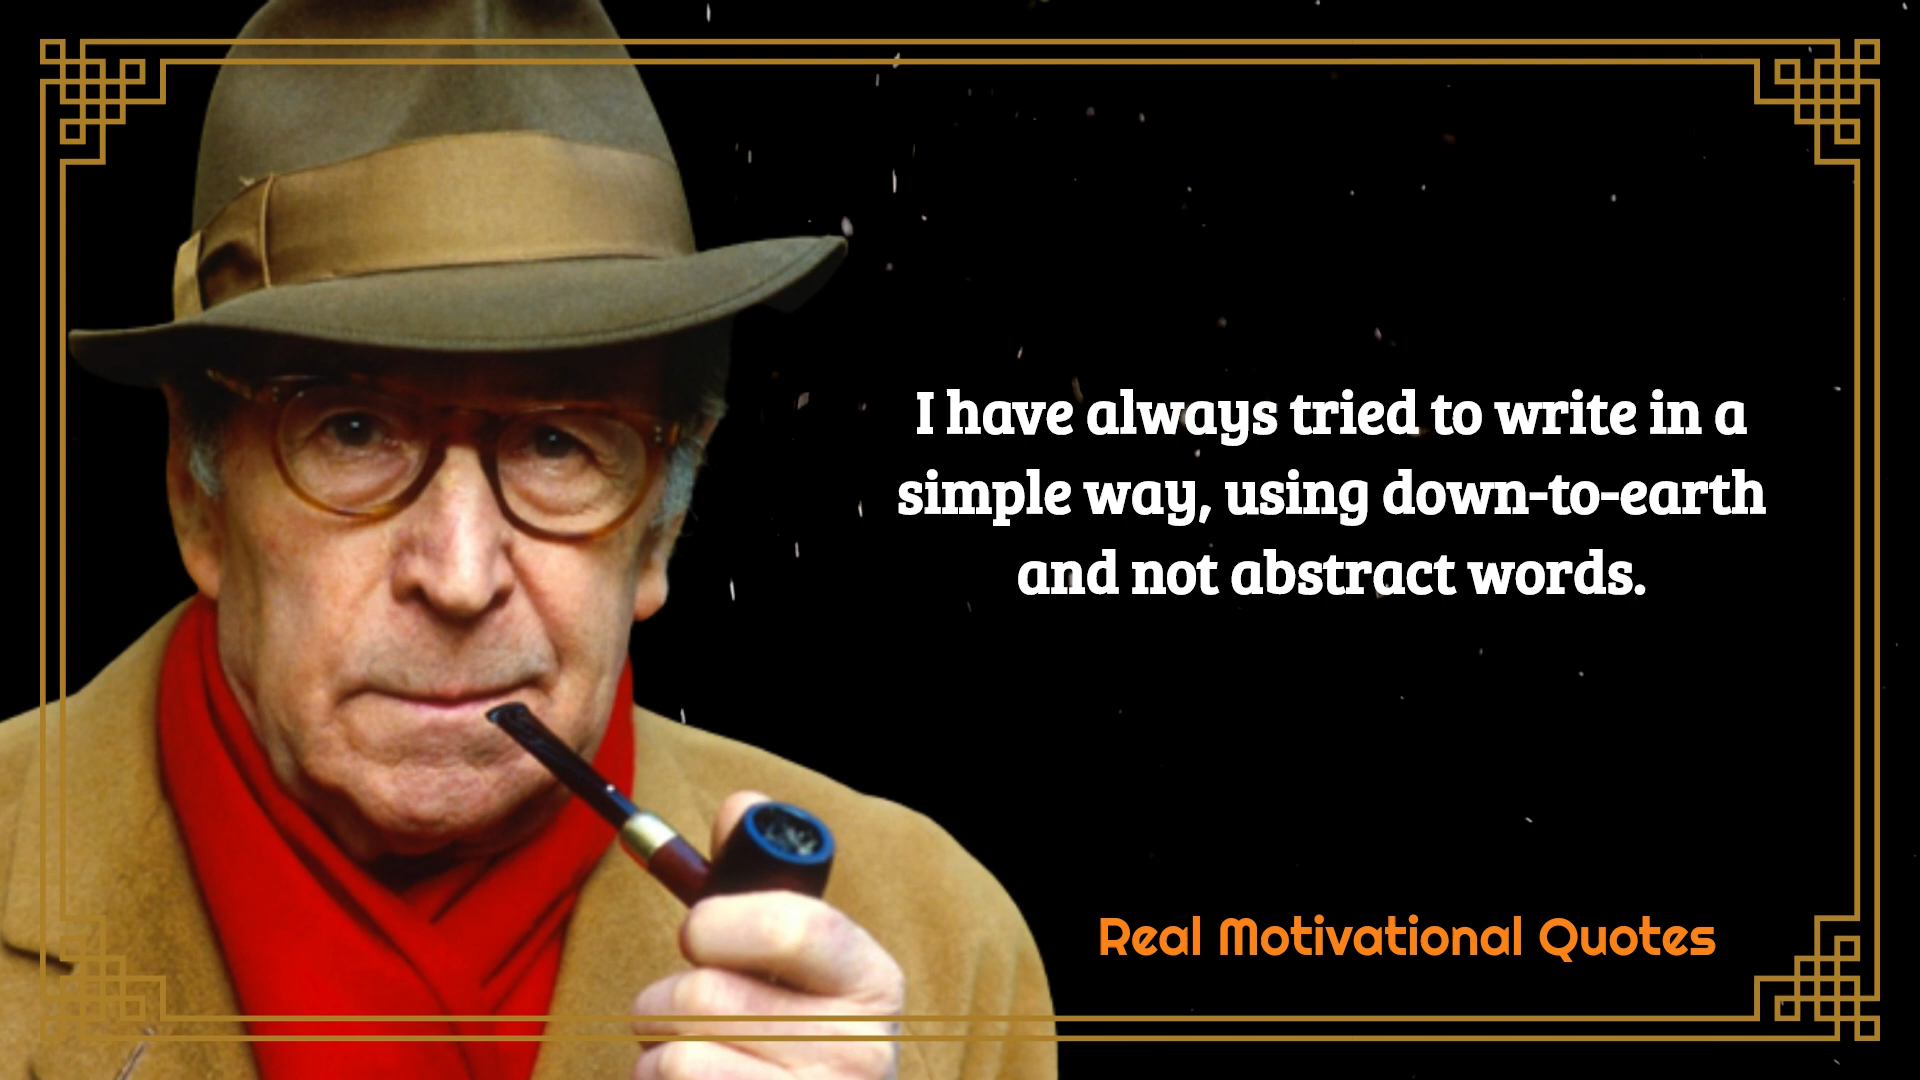 I have always tried to write in a
simple way, using down-to-earth
and not abstract words.
Real Motivational Quotes